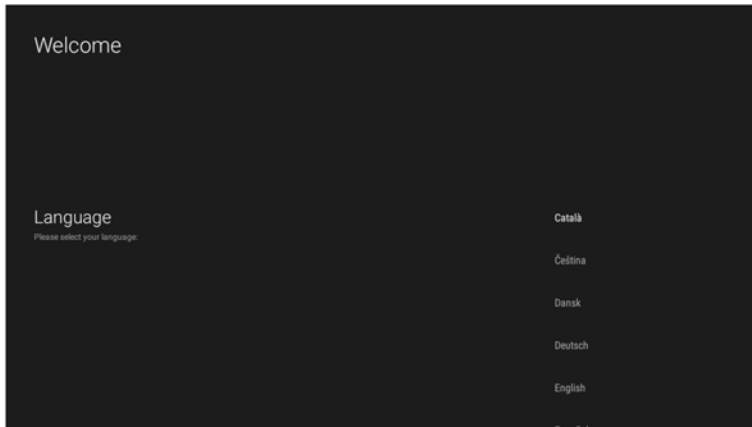 Welcome
Language
Please select your language:
Català
Čeština
Dansk
Deutsch
English